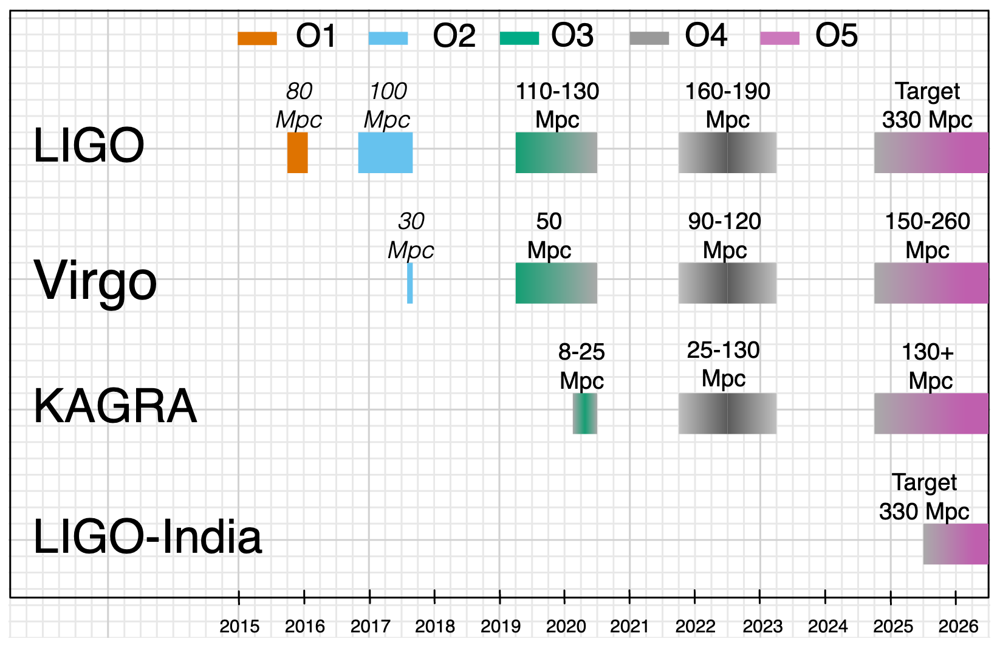 O1 O2 O3 O4 O5
80 100 110-130 160-190 Target
Mpc Mpc Mpc Mpc 330 Mpc
LIGO
30 50 90-120 150-260
Mpc Mpc Mpc Mpc
Virgo
8-25 25-130 130+
Mpc Mpc Mpc
KAGRA
Target
330 Mpc
LIGO-India
2015 2016 2017 2018 2019 2020 2021 2022 2023 2024 2025 2026